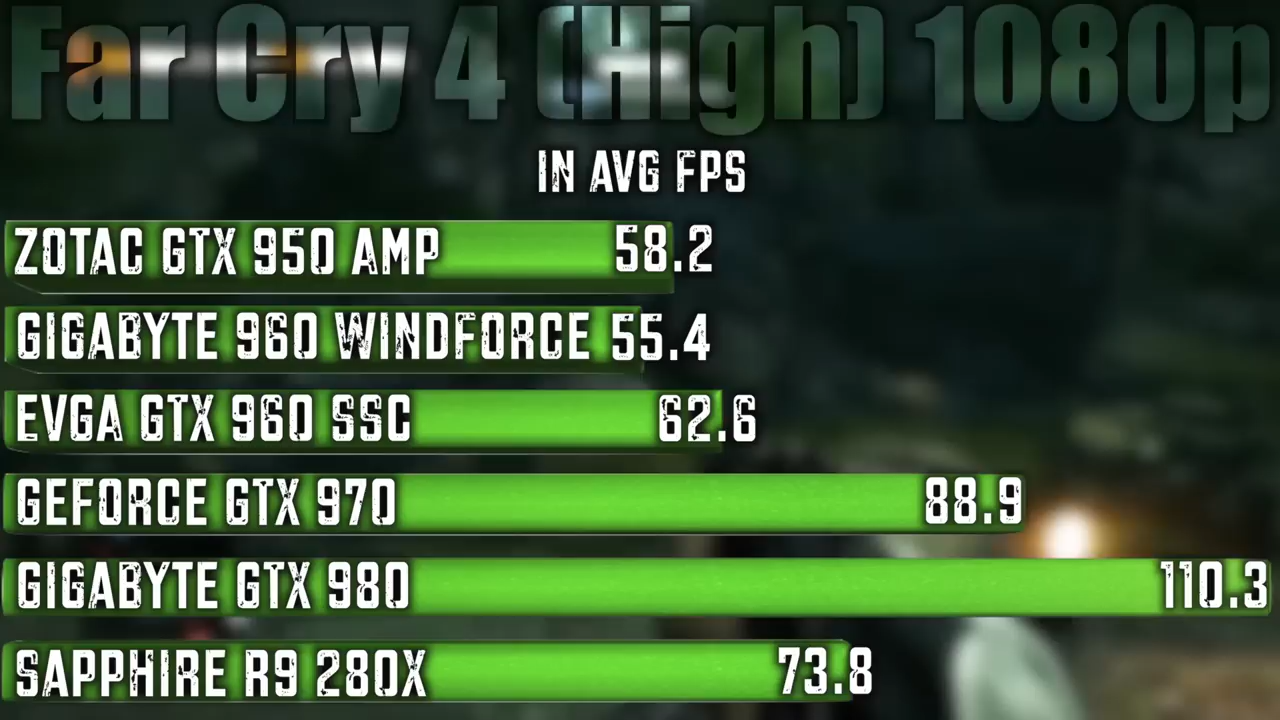 Far Cry 4 (High) 1080p
IN AVG FPS
ZOTAC GTX 950 AMP 58.2
GIGABYTE 960 WINDFORCE 55.4
EVGA GTX 960 SSC 62.6
GEFORCE GTX 970 88.9
GIGABYTE GTX 980 110.3
SAPPHIRE R9 280X 73.8